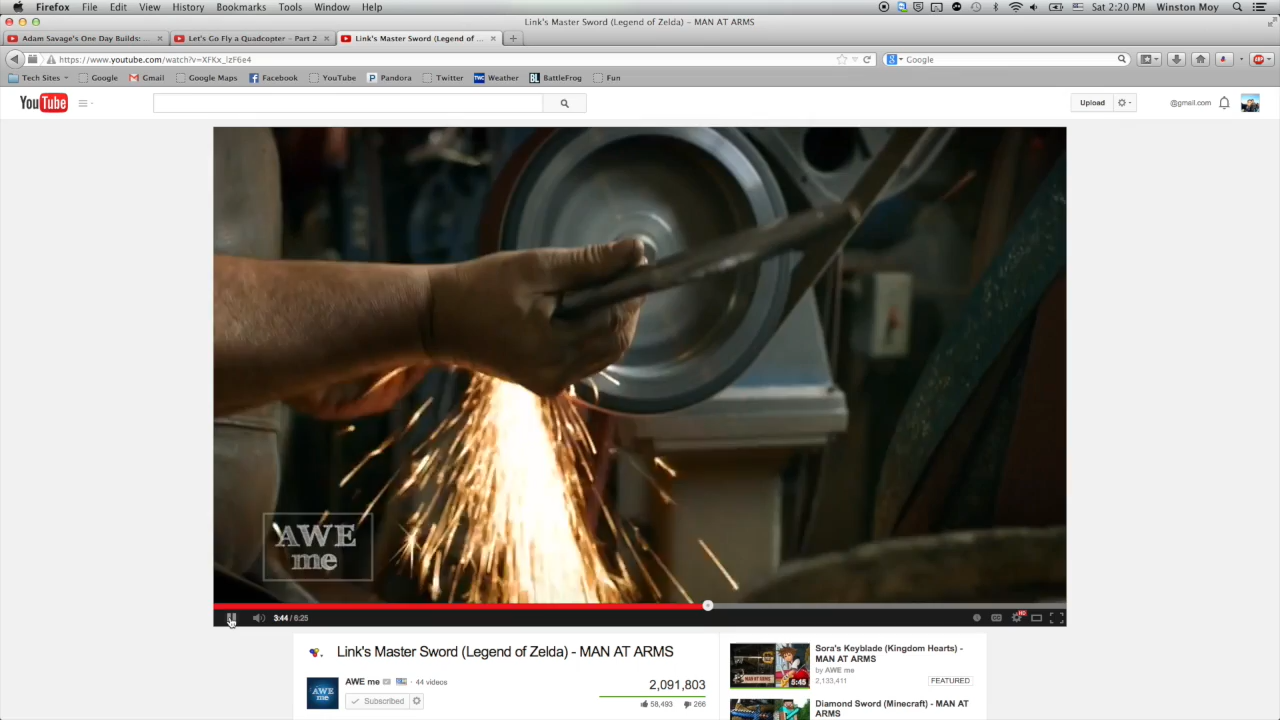 Firefox File Edit View History Bookmarks Tools Window Help Sat 2:20 PM Winston Moy
Link's Master Sword (Legend of Zelda) - MAN AT ARMS
Adam Savage's One Day Builds:... Let's Go Fly a Quadcopter - Part 2 Link's Master Sword (Legend of ...
https://www.youtube.com/watch?v=XFKx_lzF6e4 Google
Tech Sites Google Gmail Google Maps Facebook YouTube Pandora Twitter Weather BattleFrog Fun
YouTube Upload @gmail.com
AWE
me
3:44 / 6:25 HD
Link's Master Sword (Legend of Zelda) - MAN AT ARMS
AWE me · 44 videos
Subscribed
2,091,803
58,493 266
Sora's Keyblade (Kingdom Hearts) -
MAN AT ARMS
by AWE me
2,133,411 FEATURED
5:45
Diamond Sword (Minecraft) - MAN AT
ARMS